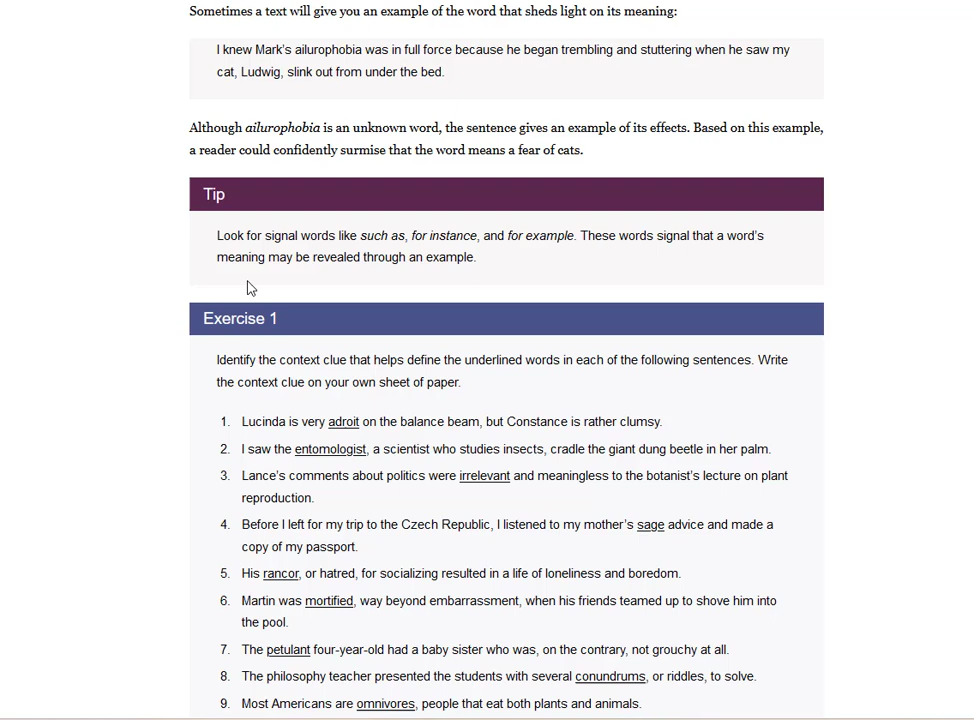 Sometimes a text will give you an example of the word that sheds light on its meaning:
I knew Mark's ailurophobia was in full force because he began trembling and stuttering when he saw my
cat, Ludwig, slink out from under the bed.
Although ailurophobia is an unknown word, the sentence gives an example of its effects. Based on this example,
a reader could confidently surmise that the word means a fear of cats.
Tip
Look for signal words like such as, for instance, and for example. These words signal that a word's
meaning may be revealed through an example.
Exercise 1
Identify the context clue that helps define the underlined words in each of the following sentences. Write
the context clue on your own sheet of paper.
1. Lucinda is very adroit on the balance beam, but Constance is rather clumsy.
2. I saw the entomologist, a scientist who studies insects, cradle the giant dung beetle in her palm.
3. Lance's comments about politics were irrelevant and meaningless to the botanist's lecture on plant
reproduction.
4. Before I left for my trip to the Czech Republic, I listened to my mother's sage advice and made a
copy of my passport.
5. His rancor, or hatred, for socializing resulted in a life of loneliness and boredom.
6. Martin was mortified, way beyond embarrassment, when his friends teamed up to shove him into
the pool.
7. The petulant four-year-old had a baby sister who was, on the contrary, not grouchy at all.
8. The philosophy teacher presented the students with several conundrums, or riddles, to solve.
9. Most Americans are omnivores, people that eat both plants and animals.